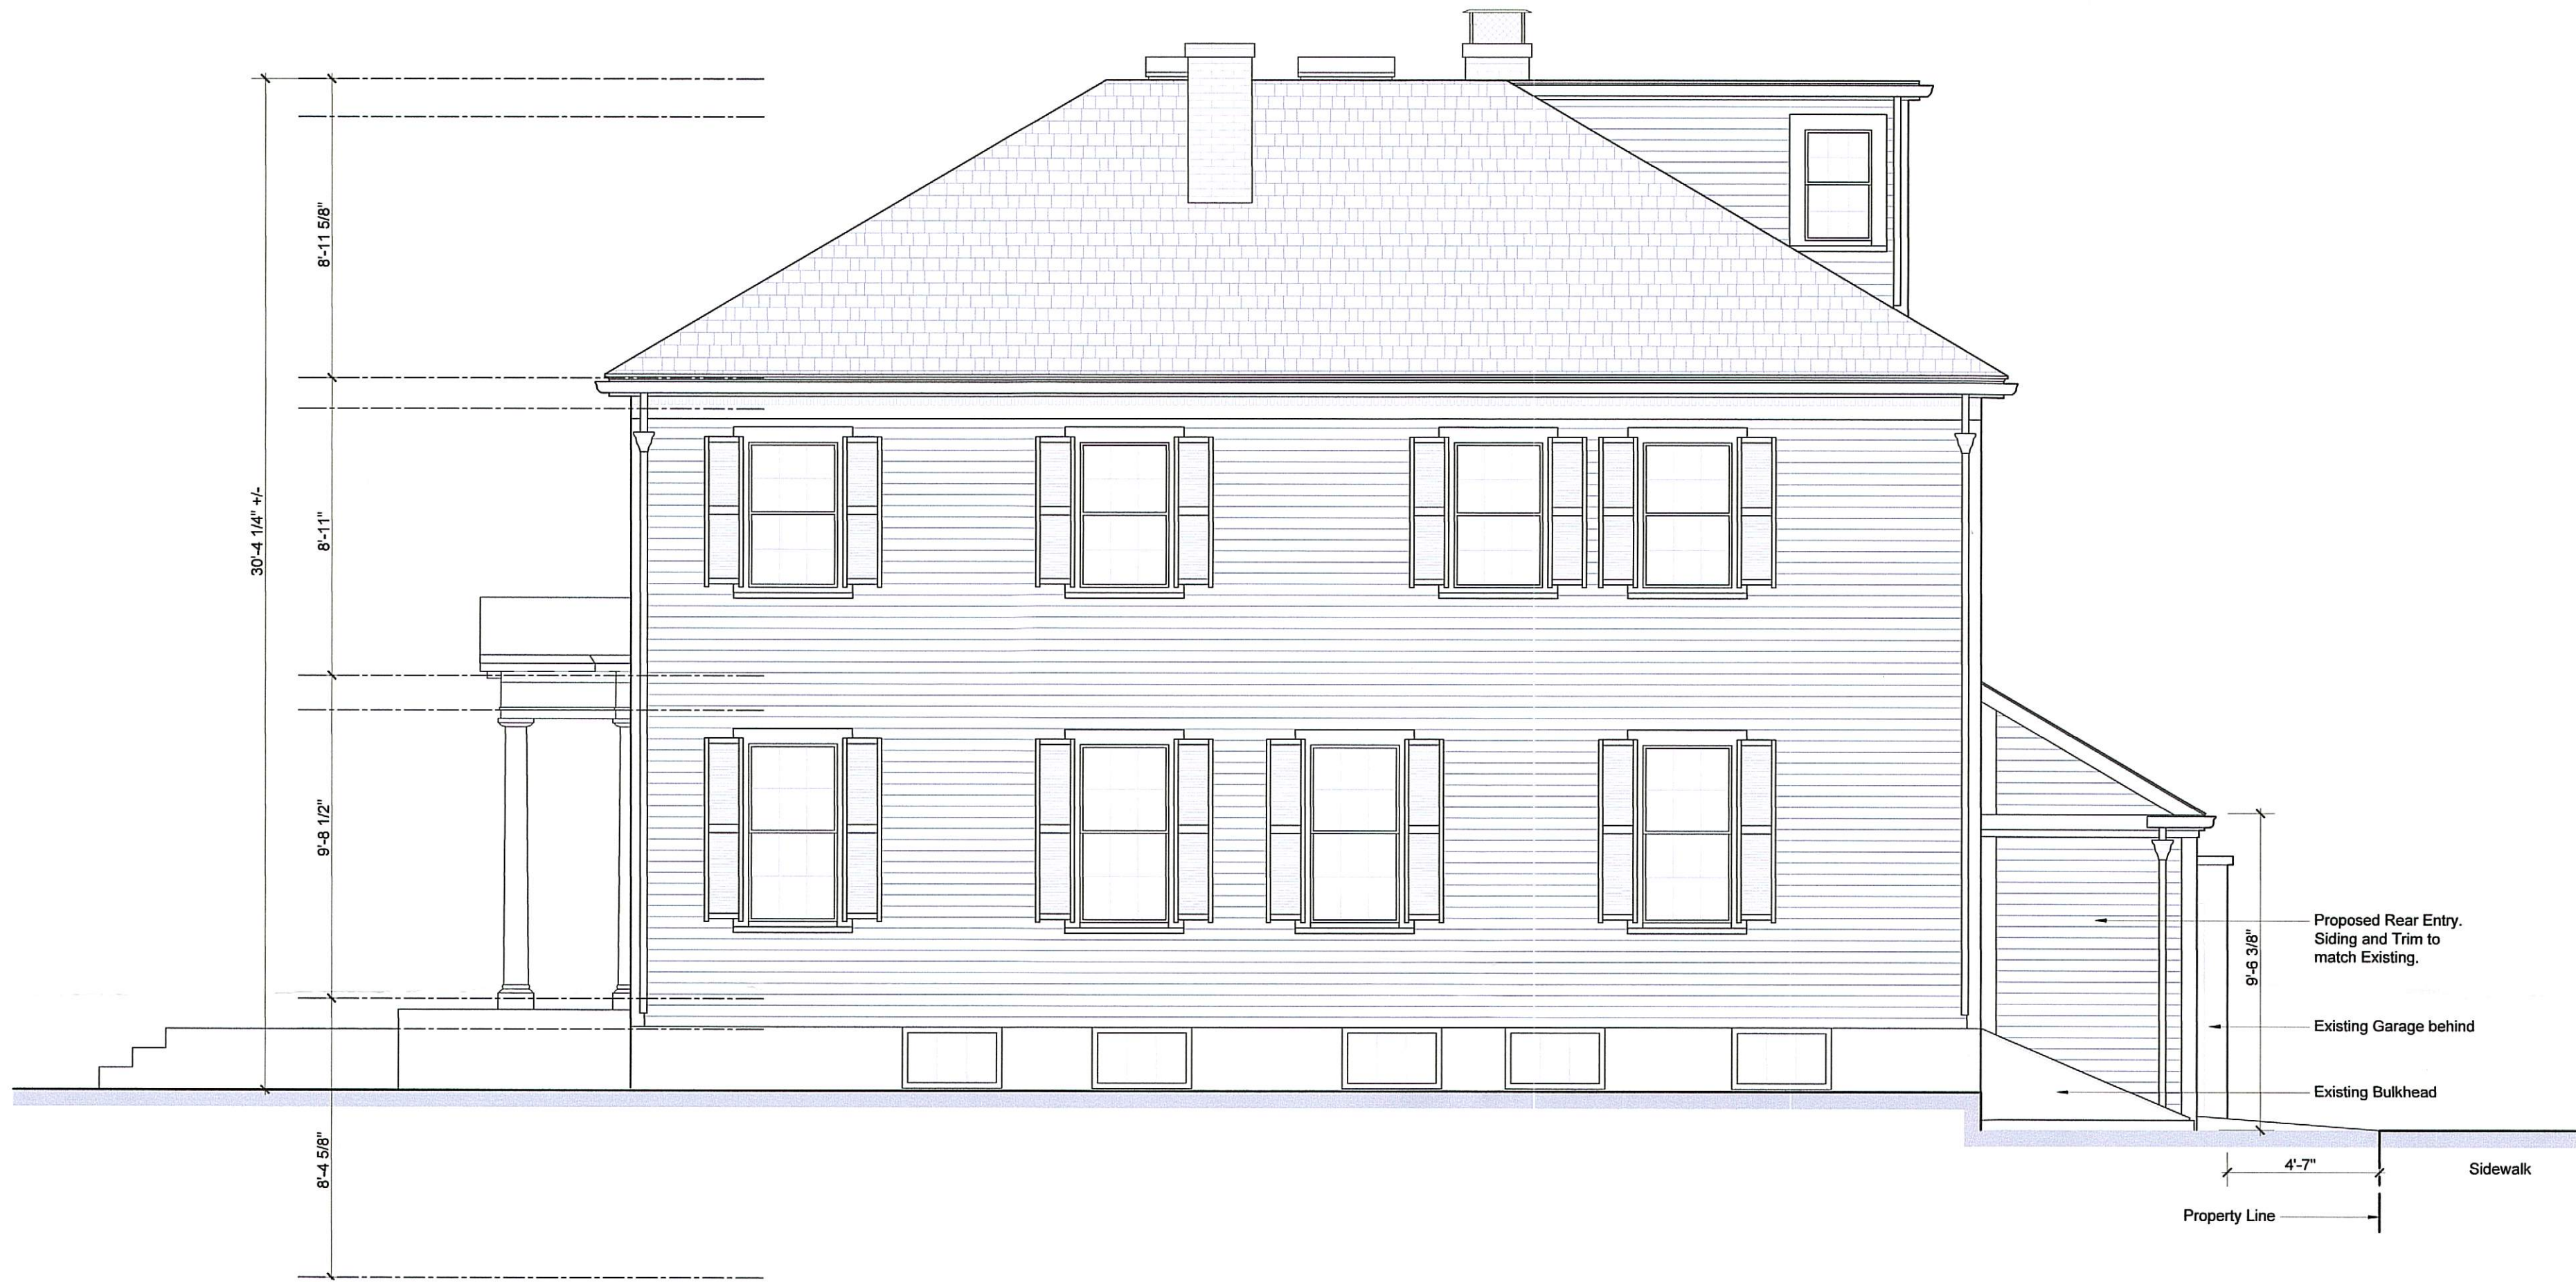 30'-4 1/4" +/-
8'-11 5/8"
8'-11"
9'-8 1/2"
8'-4 5/8"
9'-6 3/8"
Proposed Rear Entry.
Siding and Trim to
match Existing.
Existing Garage behind
Existing Bulkhead
4'-7"
Sidewalk
Property Line